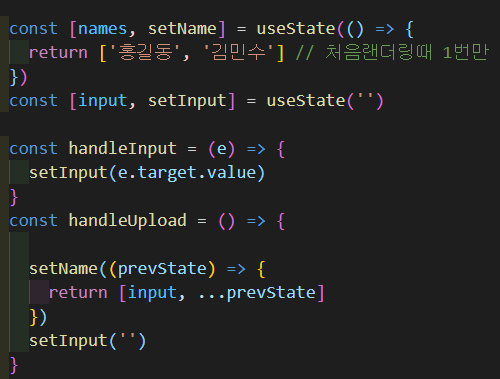 const [names, setName] = useState(() => {
  return ['홍길동', '김민수'] // 처음랜더링때 1번만
})
const [input, setInput] = useState('')

const handleInput = (e) => {
  setInput(e.target.value)
}
const handleUpload = () => {

  setName((prevState) => {
    return [input, ...prevState]
  })
  setInput('')
}